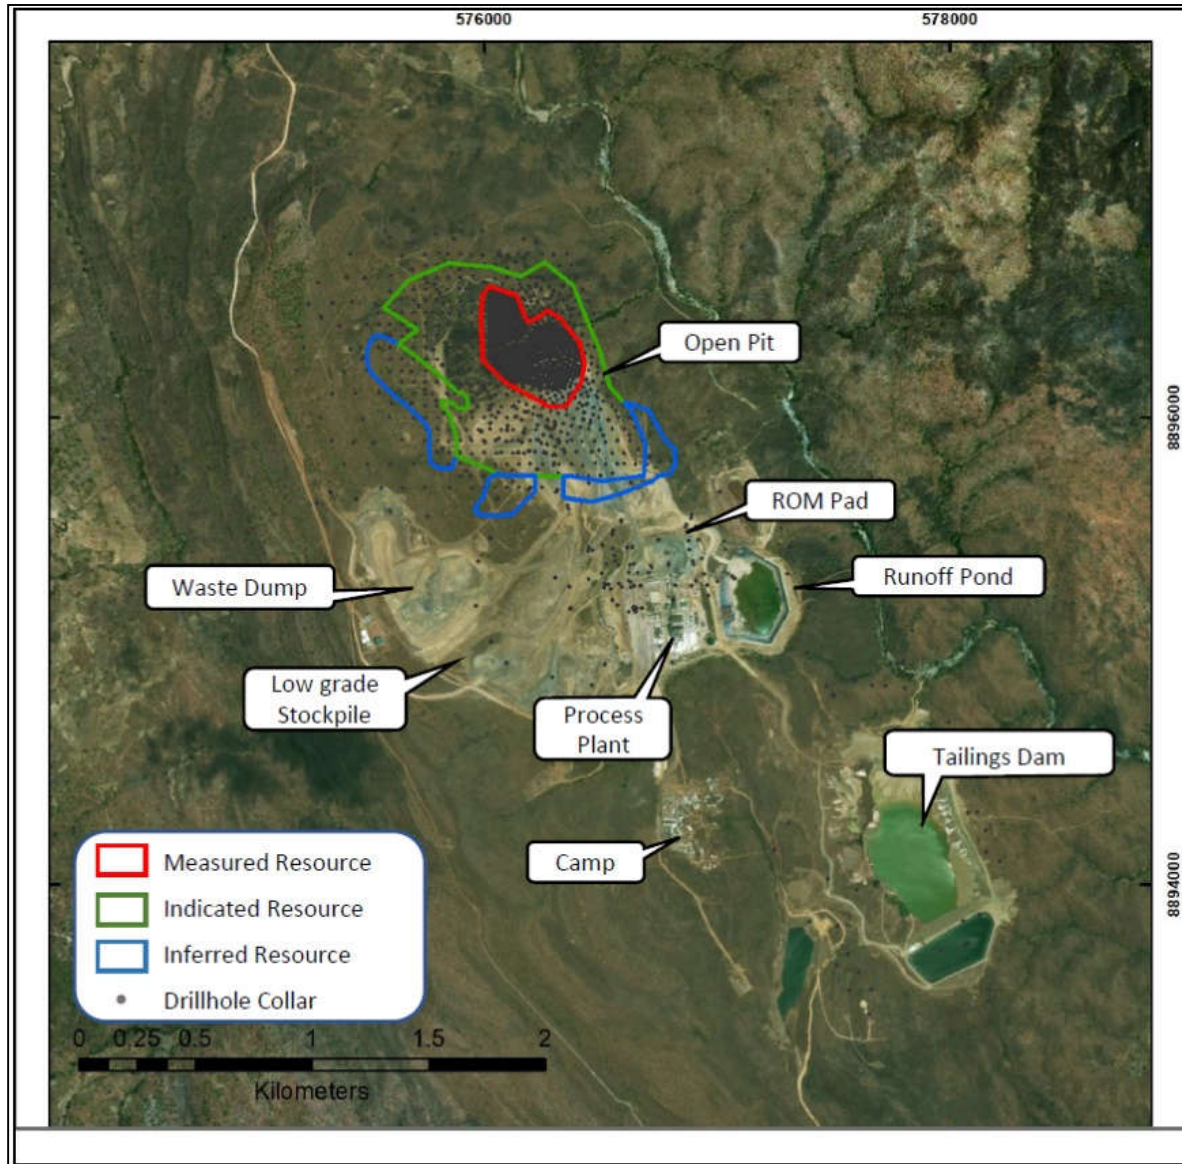 576000
578000
Open Pit
8896000
ROM Pad
Waste Dump
Runoff Pond
Low grade
Stockpile
Process
Plant
Tailings Dam
Camp
8894000
Measured Resource
Indicated Resource
Inferred Resource
Drillhole Collar
0 0.25 0.5 1 1.5 2
Kilometers